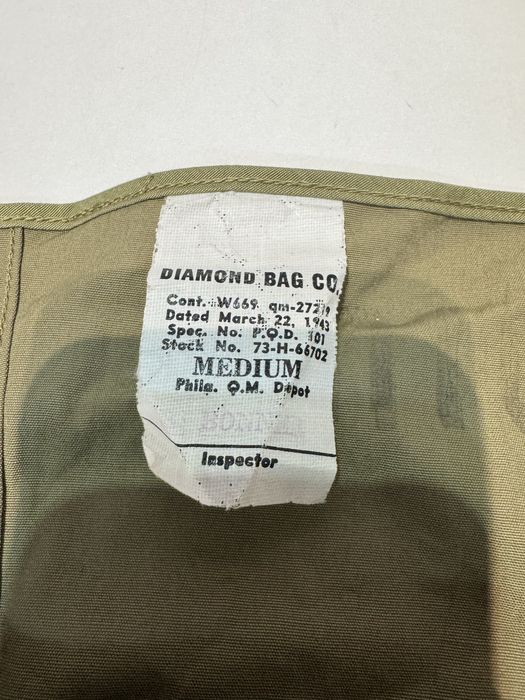 DIAMOND BAG CO.
Cont. W669 qm-27279
Dated March 22, 1943
Spec. No. P.Q.D. 101
Stock No. 73-H-66702
MEDIUM
Phila. Q.M. Depot
Inspector